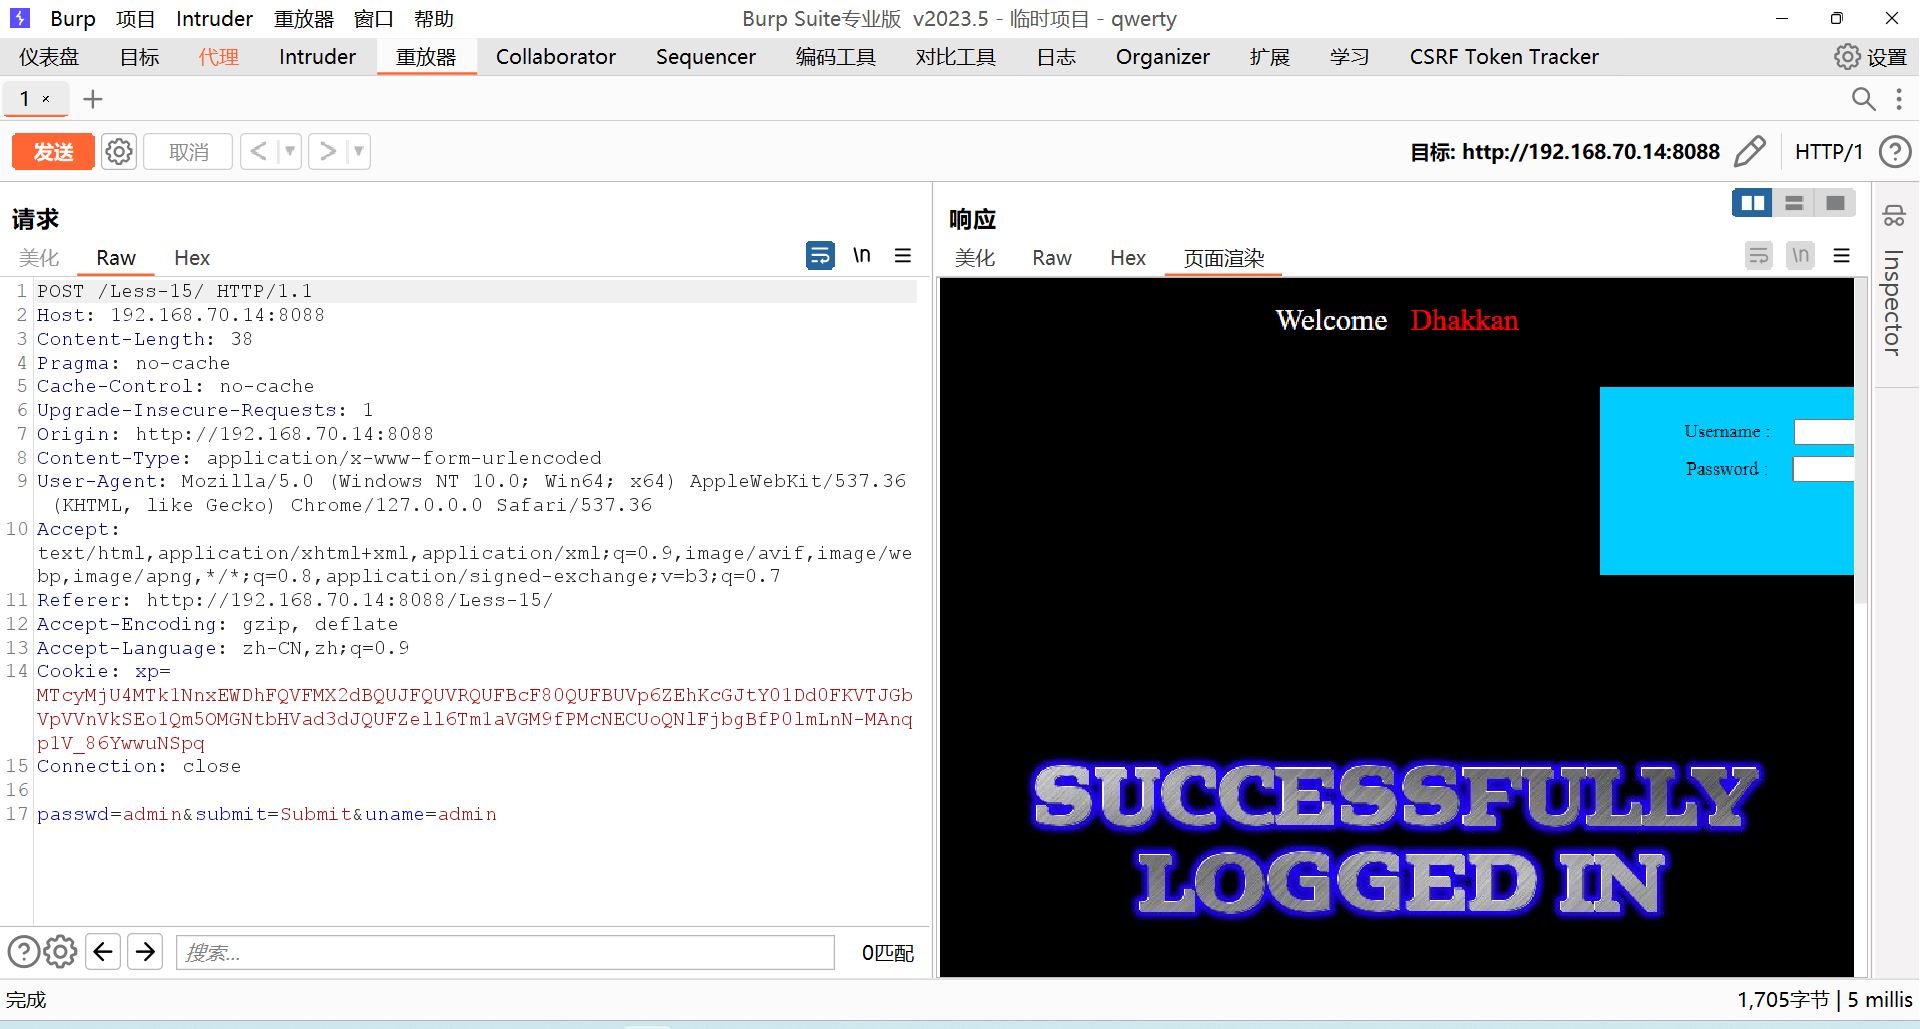 Burp 项目 Intruder 重放器 窗口 帮助 Burp Suite专业版 v2023.5 - 临时项目 - qwerty
仪表盘 目标 代理 Intruder 重放器 Collaborator Sequencer 编码工具 对比工具 日志 Organizer 扩展 学习 CSRF Token Tracker 设置
1 ×
发送 取消 < > 目标: http://192.168.70.14:8088 HTTP/1
请求
美化 Raw Hex \n
1 POST /Less-15/ HTTP/1.1
2 Host: 192.168.70.14:8088
3 Content-Length: 38
4 Pragma: no-cache
5 Cache-Control: no-cache
6 Upgrade-Insecure-Requests: 1
7 Origin: http://192.168.70.14:8088
8 Content-Type: application/x-www-form-urlencoded
9 User-Agent: Mozilla/5.0 (Windows NT 10.0; Win64; x64) AppleWebKit/537.36
(KHTML, like Gecko) Chrome/127.0.0.0 Safari/537.36
10 Accept:
text/html,application/xhtml+xml,application/xml;q=0.9,image/avif,image/we
bp,image/apng,*/*;q=0.8,application/signed-exchange;v=b3;q=0.7
11 Referer: http://192.168.70.14:8088/Less-15/
12 Accept-Encoding: gzip, deflate
13 Accept-Language: zh-CN,zh;q=0.9
14 Cookie: xp=
MTcyMjU4MTk1NnxEWDhFQVFMX2dBQUJFQUVRQUFBcF80QUFBUVp6ZEhKcGJtY01Dd0FKVTJGb
VpVVnVkSEo1Qm5OMGNtbHVad3dJQUFZell6Tm1aVGM9fPMcNECUoQNlFjbgBfP0lmLnN-MAnq
p1V_86YwwuNSpq
15 Connection: close
16
17 passwd=admin&submit=Submit&uname=admin
搜索... 0匹配
响应
美化 Raw Hex 页面渲染 \n
Welcome Dhakkan
Username :
Password :
SUCCESSFULLY
LOGGED IN
Inspector
完成 1,705字节 | 5 millis